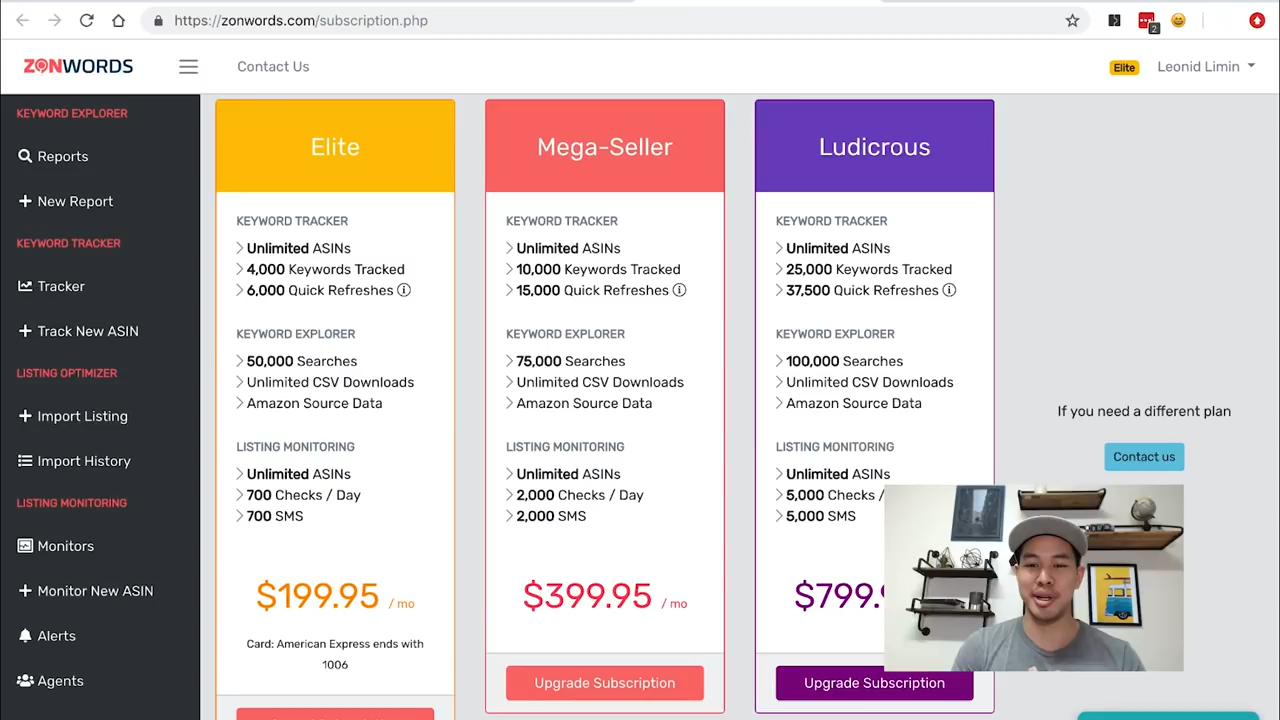 https://zonwords.com/subscription.php
2
ZONWORDS
Contact Us
Elite
Leonid Limin
KEYWORD EXPLORER
Reports
New Report
KEYWORD TRACKER
Tracker
Track New ASIN
LISTING OPTIMIZER
Import Listing
Import History
LISTING MONITORING
Monitors
Monitor New ASIN
Alerts
Agents
Elite
KEYWORD TRACKER
Unlimited ASINs
4,000 Keywords Tracked
6,000 Quick Refreshes
KEYWORD EXPLORER
50,000 Searches
Unlimited CSV Downloads
Amazon Source Data
LISTING MONITORING
Unlimited ASINs
700 Checks / Day
700 SMS
$199.95 / mo
Card: American Express ends with
1006
Mega-Seller
KEYWORD TRACKER
Unlimited ASINs
10,000 Keywords Tracked
15,000 Quick Refreshes
KEYWORD EXPLORER
75,000 Searches
Unlimited CSV Downloads
Amazon Source Data
LISTING MONITORING
Unlimited ASINs
2,000 Checks / Day
2,000 SMS
$399.95 / mo
Upgrade Subscription
Ludicrous
KEYWORD TRACKER
Unlimited ASINs
25,000 Keywords Tracked
37,500 Quick Refreshes
KEYWORD EXPLORER
100,000 Searches
Unlimited CSV Downloads
Amazon Source Data
LISTING MONITORING
Unlimited ASINs
5,000 Checks /
5,000 SMS
$799.
Upgrade Subscription
If you need a different plan
Contact us